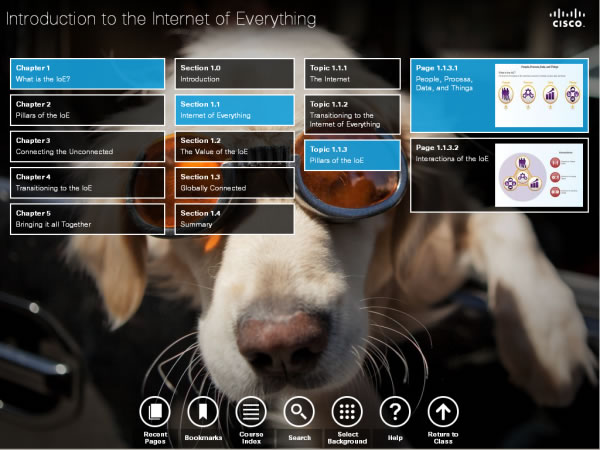 Introduction to the Internet of Everything
CISCO
Chapter 1
What is the IoE?
Chapter 2
Pillars of the IoE
Chapter 3
Connecting the Unconnected
Chapter 4
Transitioning to the IoE
Chapter 5
Bringing it all Together
Section 1.0
Introduction
Section 1.1
Internet of Everything
Section 1.2
The Value of the IoE
Section 1.3
Globally Connected
Section 1.4
Summary
Topic 1.1.1
The Internet
Topic 1.1.2
Transitioning to the
Internet of Everything
Topic 1.1.3
Pillars of the IoE
Page 1.1.3.1
People, Process,
Data, and Things
Page 1.1.3.2
Interactions of the IoE
Recent
Pages
Bookmarks
Course
Index
Search
Select
Background
?
Help
Return to
Class